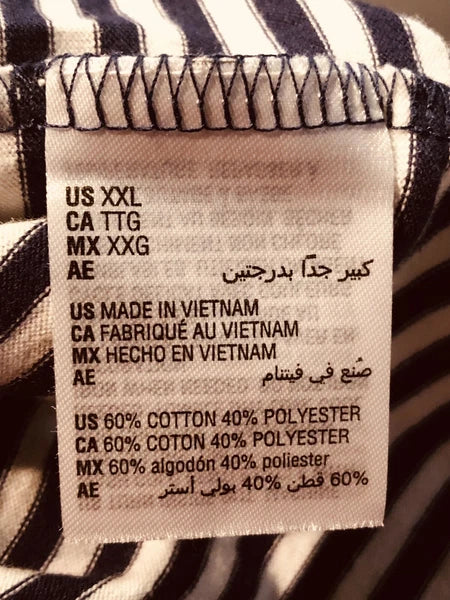 US XXL
CA TTG
MX XXG
AE كبير جدًا بدرجتين
US MADE IN VIETNAM
CA FABRIQUÉ AU VIETNAM
MX HECHO EN VIETNAM
AE صُنع في فيتنام
US 60% COTTON 40% POLYESTER
CA 60% COTON 40% POLYESTER
MX 60% algodón 40% poliester
AE 60% قطن 40% بولي أستر